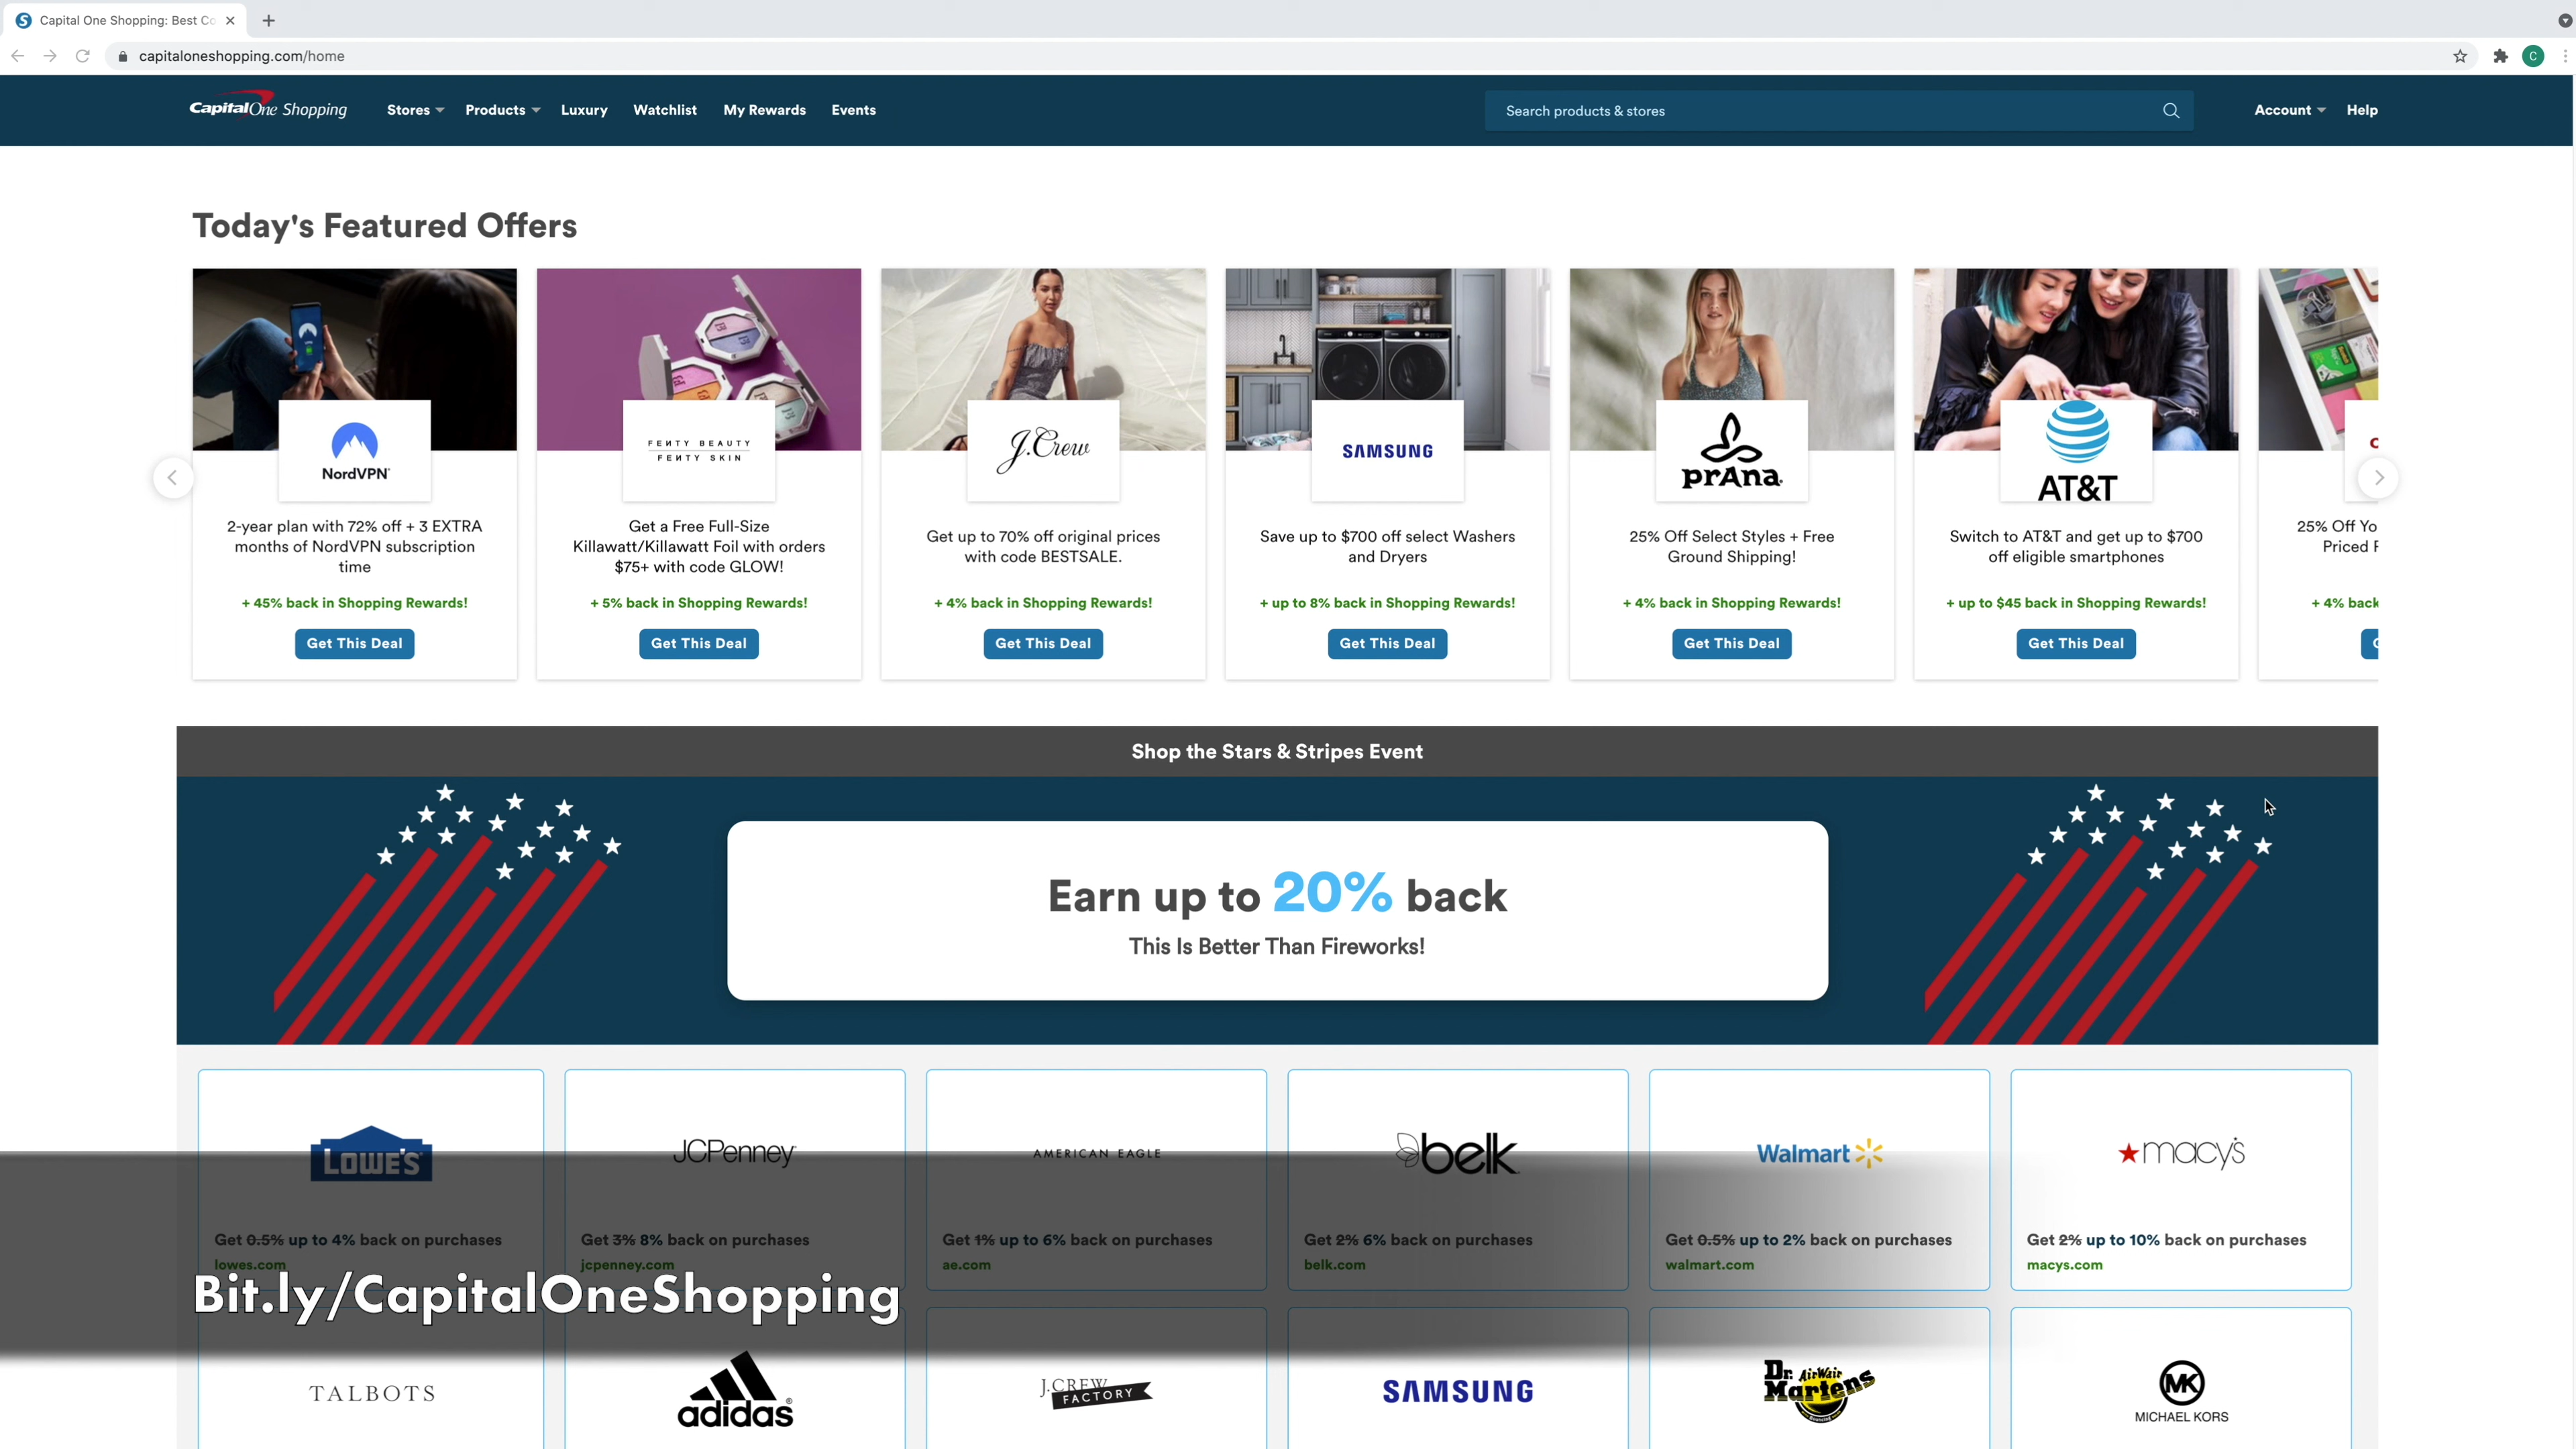 Capital One Shopping: Best Co
capitaloneshopping.com/home
C
CapitalOne Shopping
Stores
Products
Luxury
Watchlist
My Rewards
Events
Search products & stores
Account
Help
Today's Featured Offers
NordVPN
2-year plan with 72% off + 3 EXTRA
months of NordVPN subscription
time
+ 45% back in Shopping Rewards!
Get This Deal
FENTY BEAUTY
FENTY SKIN
Get a Free Full-Size
Killawatt/Killawatt Foil with orders
$75+ with code GLOW!
+ 5% back in Shopping Rewards!
Get This Deal
J.Crew
Get up to 70% off original prices
with code BESTSALE.
+ 4% back in Shopping Rewards!
Get This Deal
SAMSUNG
Save up to $700 off select Washers
and Dryers
+ up to 8% back in Shopping Rewards!
Get This Deal
prAna
25% Off Select Styles + Free
Ground Shipping!
+ 4% back in Shopping Rewards!
Get This Deal
AT&T
Switch to AT&T and get up to $700
off eligible smartphones
+ up to $45 back in Shopping Rewards!
Get This Deal
25% Off Yo
Priced
+ 4% back
Shop the Stars & Stripes Event
Earn up to 20% back
This Is Better Than Fireworks!
LOWE'S
Get 0.5% up to 4% back on purchases
lowes.com
JCPenney
Get 3% 8% back on purchases
jcpenney.com
AMERICAN EAGLE
Get 1% up to 6% back on purchases
ae.com
belk
Get 2% 6% back on purchases
belk.com
Walmart
Get 0.5% up to 2% back on purchases
walmart.com
macy's
Get 2% up to 10% back on purchases
macys.com
Bit.ly/CapitalOneShopping
TALBOTS
adidas
J.CREW
FACTORY
SAMSUNG
Dr. AirWair
Martens
MK
MICHAEL KORS